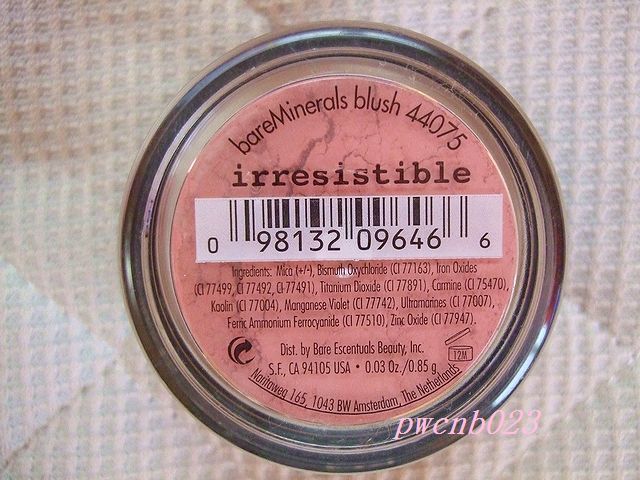 bareMinerals blush 44075
irresistible
0 98132 09646 6
Ingredients: Mica (+/-), Bismuth Oxychloride (CI 77163), Iron Oxides
(CI 77499, CI 77492, CI 77491), Titanium Dioxide (CI 77891), Carmine (CI 75470),
Kaolin (CI 77004), Manganese Violet (CI 77742), Ultramarines (CI 77007),
Ferric Ammonium Ferrocyanide (CI 77510), Zinc Oxide (CI 77947).
12M
Dist. by Bare Escentuals Beauty, Inc.
S.F., CA 94105 USA • 0.03 Oz./0.85 g
Naritaweg 165, 1043 BW Amsterdam, The Netherlands
pwcnb023